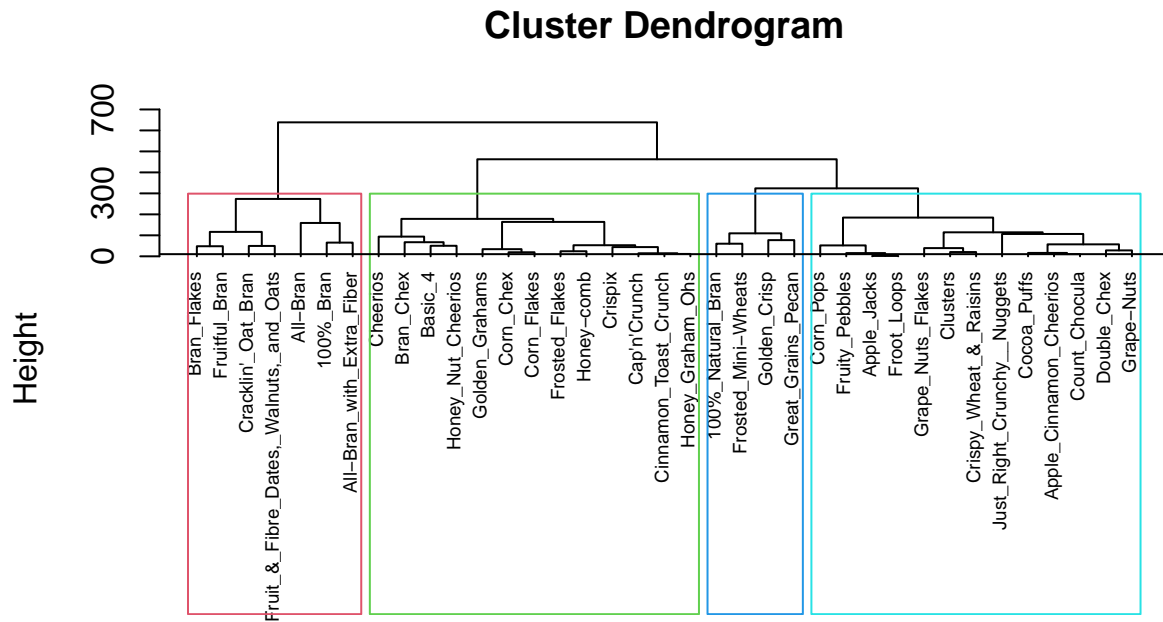 Cluster Dendrogram
Height
700
300
0
Bran_Flakes
Fruitful_Bran
Cracklin'_Oat_Bran
Fruit_&_Fibre_Dates,_Walnuts,_and_Oats
All−Bran
100%_Bran
All−Bran_with_Extra_Fiber
Cheerios
Bran_Chex
Basic_4
Honey_Nut_Cheerios
Golden_Grahams
Corn_Chex
Corn_Flakes
Frosted_Flakes
Honey−comb
Crispix
Cap'n'Crunch
Cinnamon_Toast_Crunch
Honey_Graham_Ohs
100%_Natural_Bran
Frosted_Mini−Wheats
Golden_Crisp
Great_Grains_Pecan
Corn_Pops
Fruity_Pebbles
Apple_Jacks
Froot_Loops
Grape_Nuts_Flakes
Clusters
Crispy_Wheat_&_Raisins
Just_Right_Crunchy__Nuggets
Cocoa_Puffs
Apple_Cinnamon_Cheerios
Count_Chocula
Double_Chex
Grape−Nuts